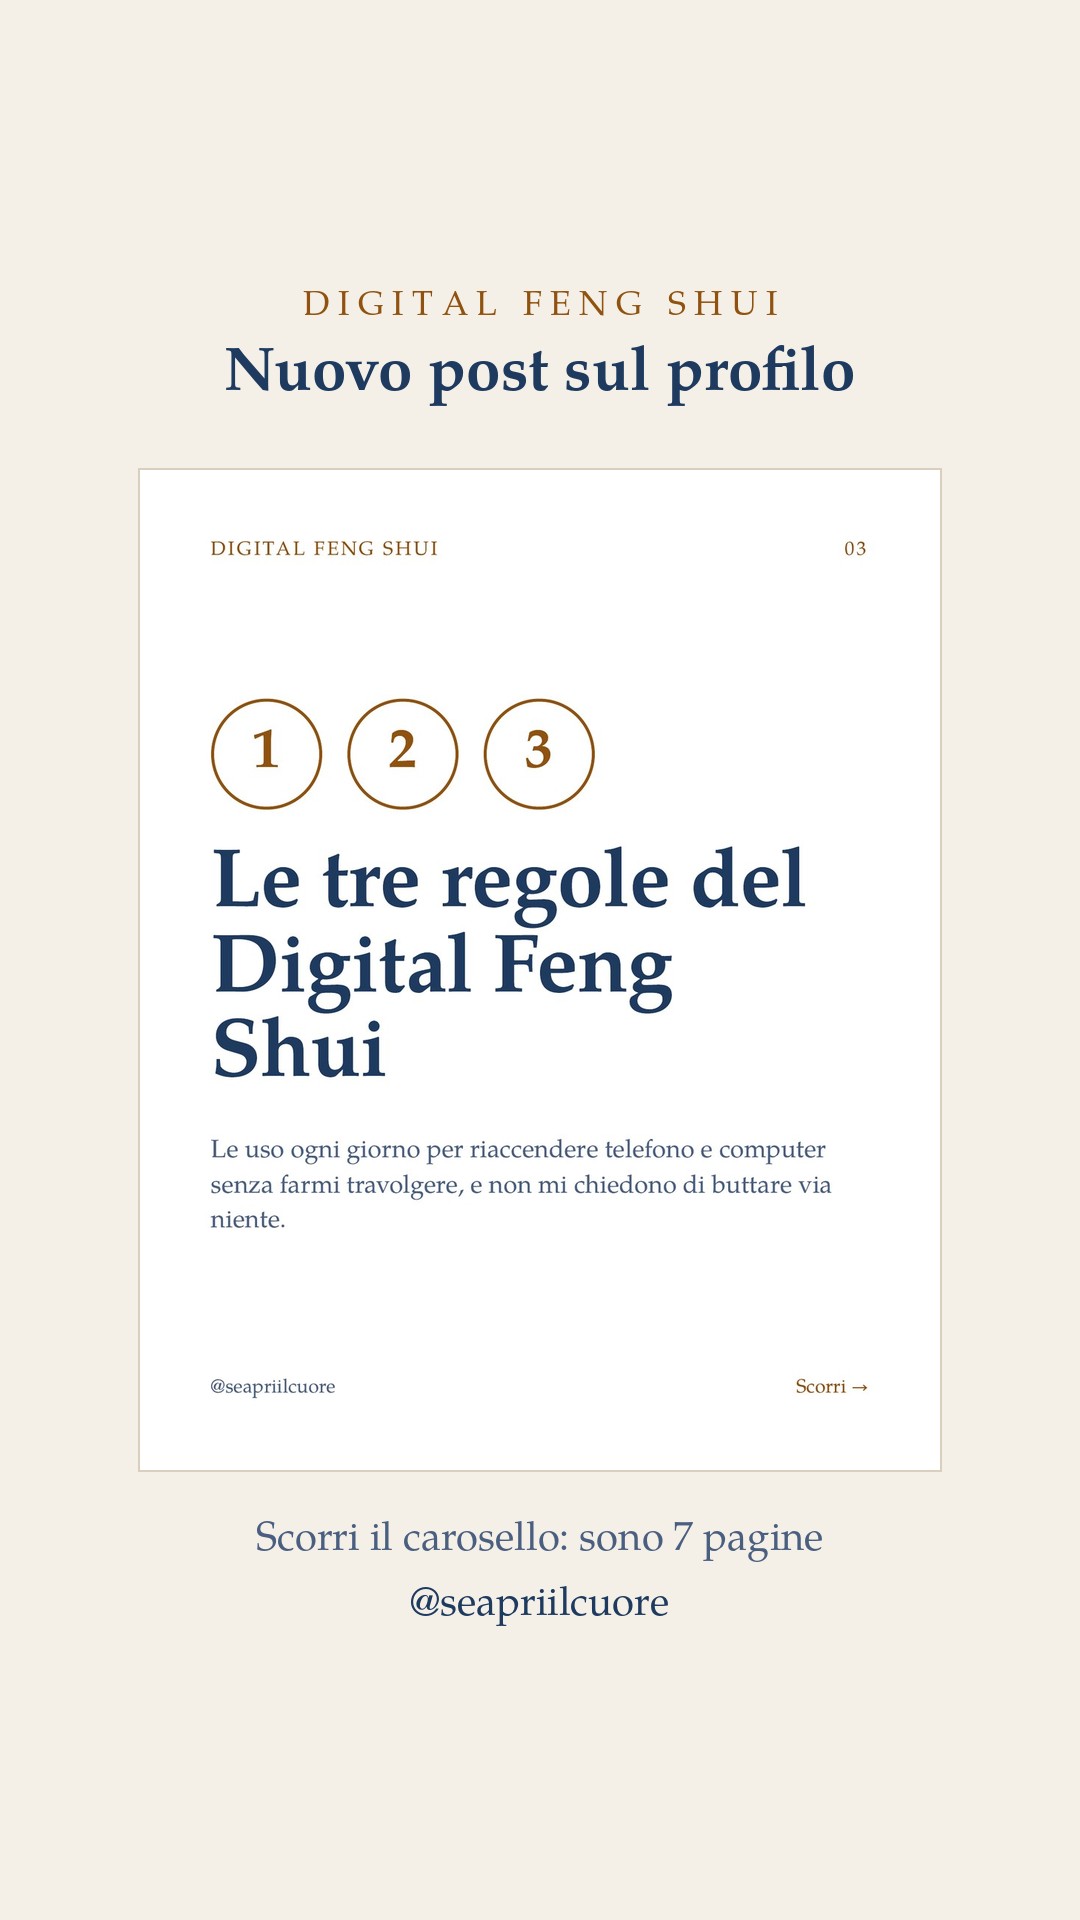 DIGITAL FENG SHUI
Nuovo post sul profilo
DIGITAL FENG SHUI
03
1 2 3
Le tre regole del
Digital Feng
Shui
Le uso ogni giorno per riaccendere telefono e computer
senza farmi travolgere, e non mi chiedono di buttare via
niente.
@seapriilcuore
Scorri →
Scorri il carosello: sono 7 pagine
@seapriilcuore